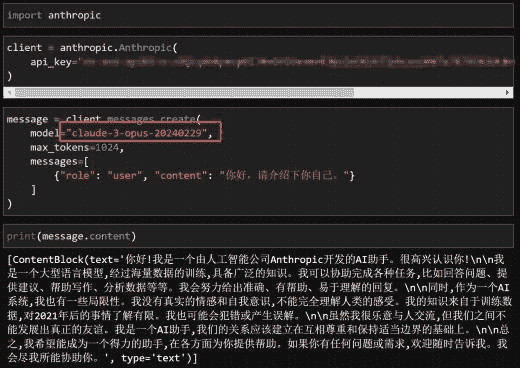 import anthropic
client = anthropic.Anthropic(
api_key=
)
message = client.messages.create(
model="claude-3-opus-20240229",
max_tokens=1024,
messages=[
{"role": "user", "content": "你好，请介绍下你自己。"}
]
)
print(message.content)
[ContentBlock(text='你好!我是一个由人工智能公司Anthropic开发的AI助手。很高兴认识你!\n\n我
是一个大型语言模型,经过海量数据的训练,具备广泛的知识。我可以协助完成各种任务,比如回答问题、提
供建议、帮助写作、分析数据等等。我会努力给出准确、有帮助、易于理解的回复。\n\n同时,作为一个AI
系统,我也有一些局限性。我没有真实的情感和自我意识,不能完全理解人类的感受。我的知识来自于训练数
据,对2021年后的事情了解有限。我也可能会犯错或产生误解。\n\n虽然我很乐意与人交流,但我们之间不
能发展出真正的友谊。我是一个AI助手,我们的关系应该建立在互相尊重和保持适当边界的基础上。\n\n总
之,我希望能成为一个得力的助手,在各方面为你提供帮助。如果你有任何问题或需求,欢迎随时告诉我。我
会尽我所能协助你。', type='text')]